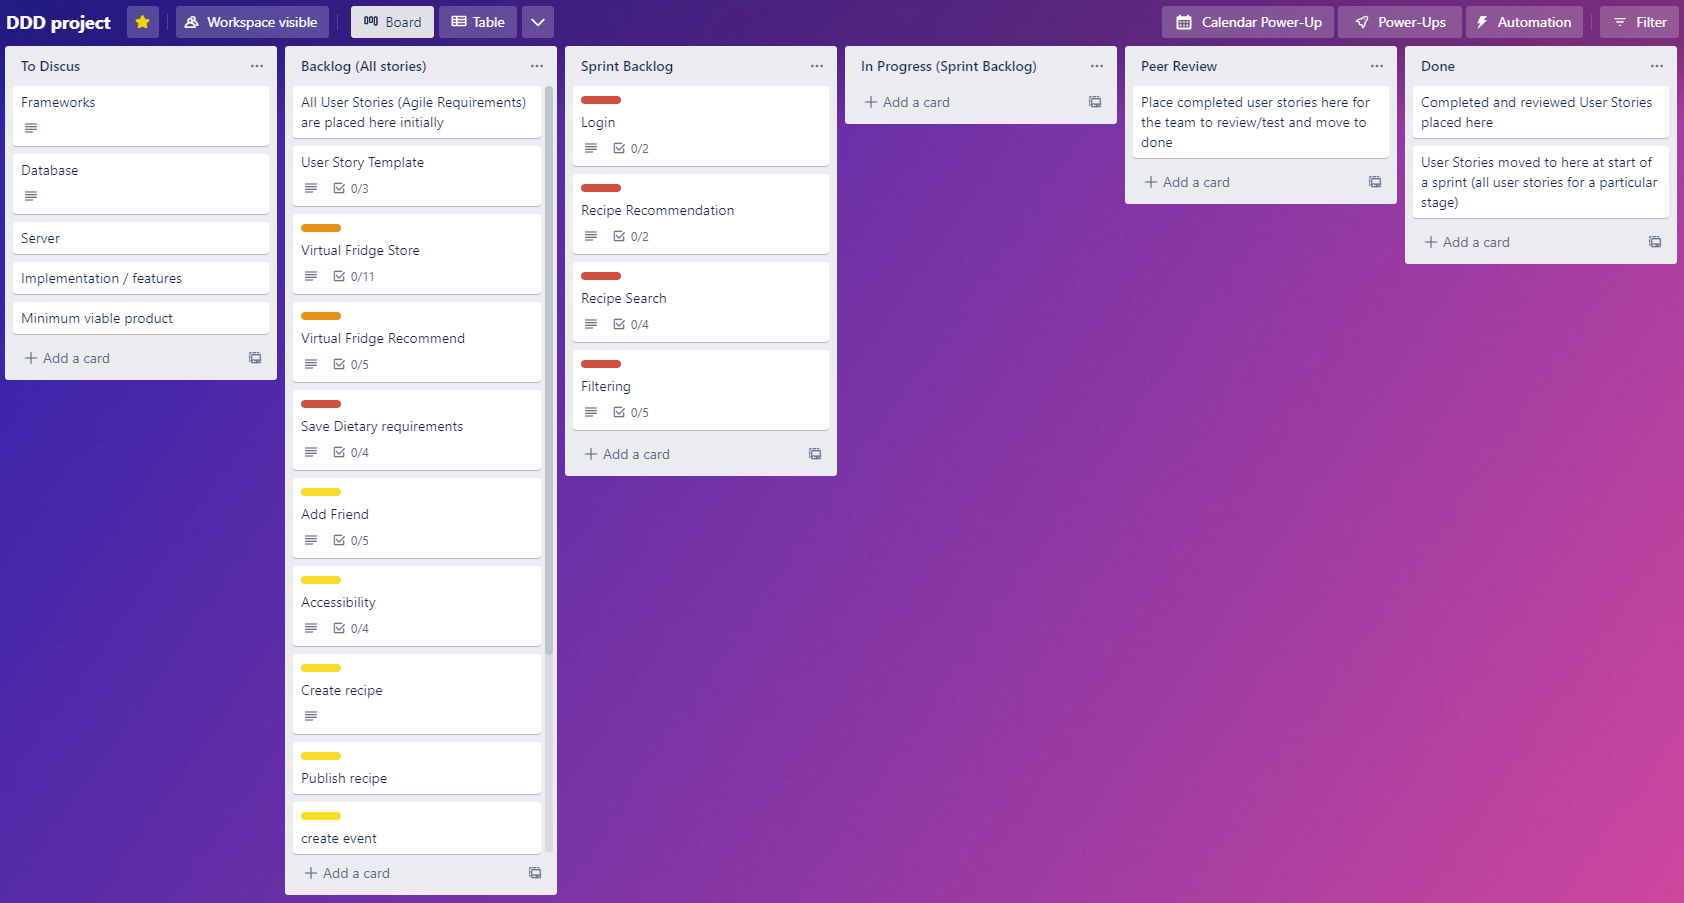 DDD project
Workspace visible
Board
Table
Calendar Power-Up
Power-Ups
Automation
Filter
To Discus
Frameworks
Database
Server
Implementation / features
Minimum viable product
Add a card
Backlog (All stories)
All User Stories (Agile Requirements)
are placed here initially
User Story Template
0/3
Virtual Fridge Store
0/11
Virtual Fridge Recommend
0/5
Save Dietary requirements
0/4
Add Friend
0/5
Accessibility
0/4
Create recipe
Publish recipe
create event
Add a card
Sprint Backlog
Login
0/2
Recipe Recommendation
0/2
Recipe Search
0/4
Filtering
0/5
Add a card
In Progress (Sprint Backlog)
Add a card
Peer Review
Place completed user stories here for
the team to review/test and move to
done
Add a card
Done
Completed and reviewed User Stories
placed here
User Stories moved to here at start of
a sprint (all user stories for a particular
stage)
Add a card